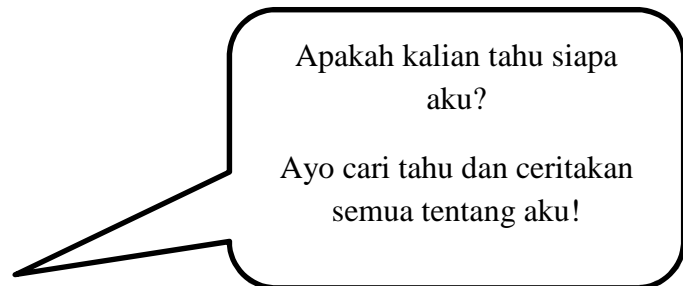 Apakah kalian tahu siapa
aku?
Ayo cari tahu dan ceritakan
semua tentang aku!